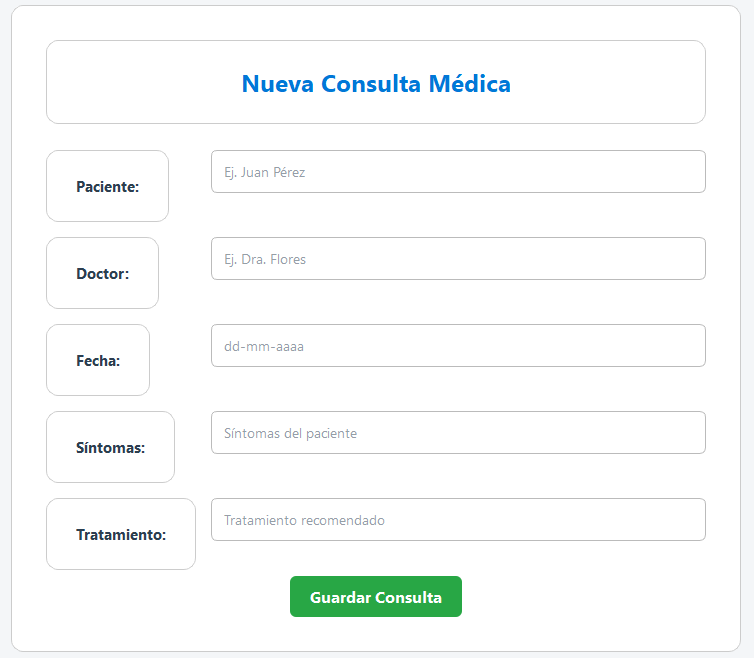 Nueva Consulta Médica
Paciente: Ej. Juan Pérez
Doctor: Ej. Dra. Flores
Fecha: dd-mm-aaaa
Síntomas: Síntomas del paciente
Tratamiento: Tratamiento recomendado
Guardar Consulta